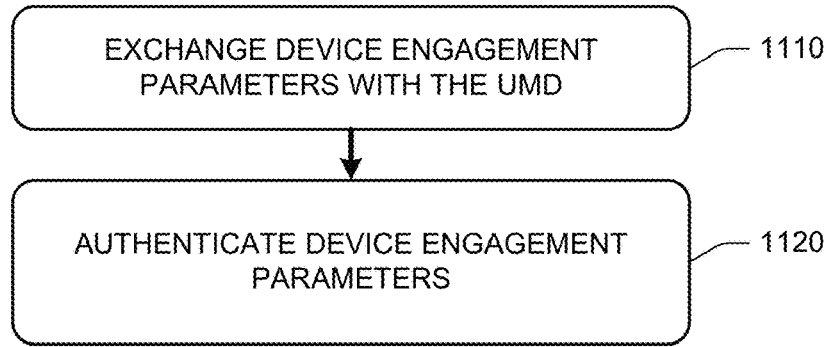 EXCHANGE DEVICE ENGAGEMENT
PARAMETERS WITH THE UMD
1110
AUTHENTICATE DEVICE ENGAGEMENT
PARAMETERS
1120